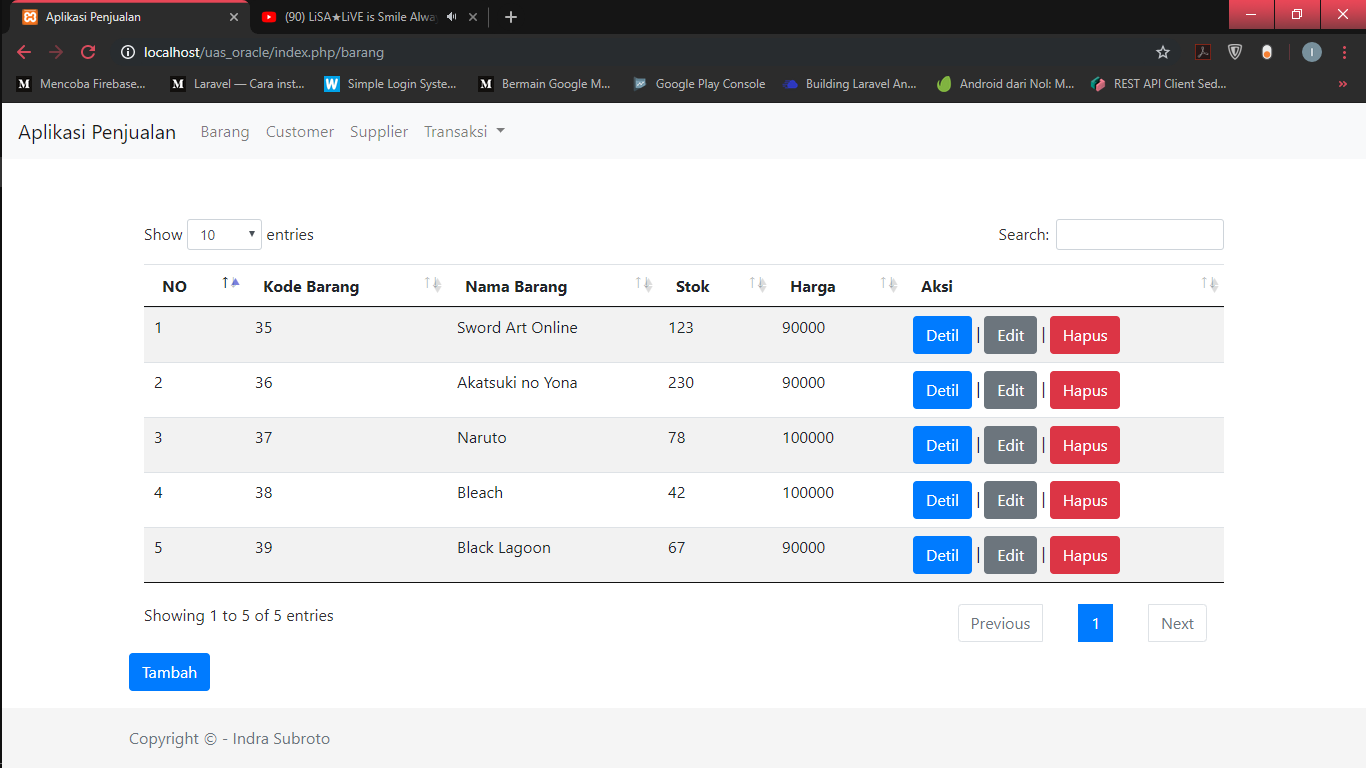 Aplikasi Penjualan
(90) LiSA★LiVE is Smile Alwa
localhost/uas_oracle/index.php/barang
Mencoba Firebase... Laravel — Cara inst... Simple Login Syste... Bermain Google M... Google Play Console Building Laravel An... Android dari Nol: M... REST API Client Sed... »
Aplikasi Penjualan Barang Customer Supplier Transaksi
Show 10 entries Search:
NO Kode Barang Nama Barang Stok Harga Aksi
1 35 Sword Art Online 123 90000 Detil | Edit | Hapus
2 36 Akatsuki no Yona 230 90000 Detil | Edit | Hapus
3 37 Naruto 78 100000 Detil | Edit | Hapus
4 38 Bleach 42 100000 Detil | Edit | Hapus
5 39 Black Lagoon 67 90000 Detil | Edit | Hapus
Showing 1 to 5 of 5 entries Previous 1 Next
Tambah
Copyright © - Indra Subroto